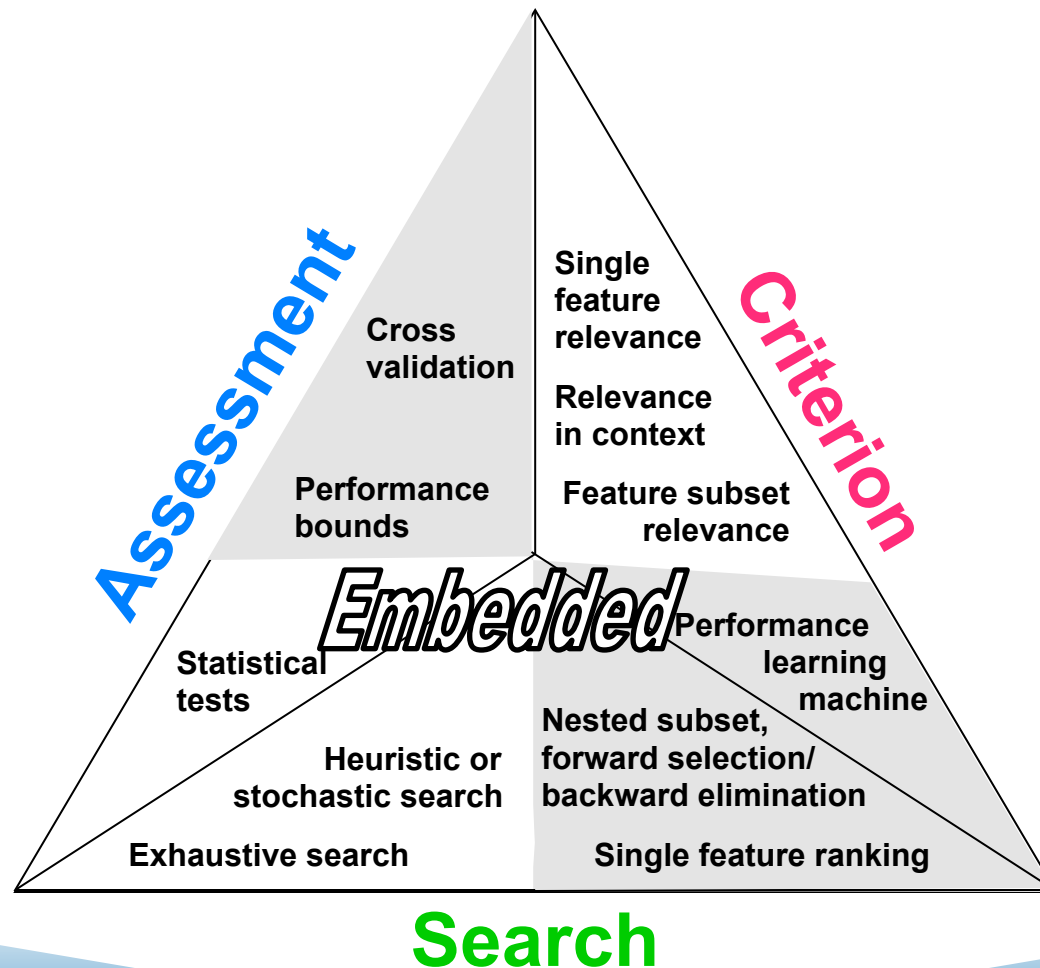 Assessment
Criterion
Single
feature
relevance
Cross
validation
Relevance
in context
Performance
bounds
Feature subset
relevance
Embedded
Performance
learning
machine
Statistical
tests
Nested subset,
forward selection/
backward elimination
Heuristic or
stochastic search
Exhaustive search
Single feature ranking
Search